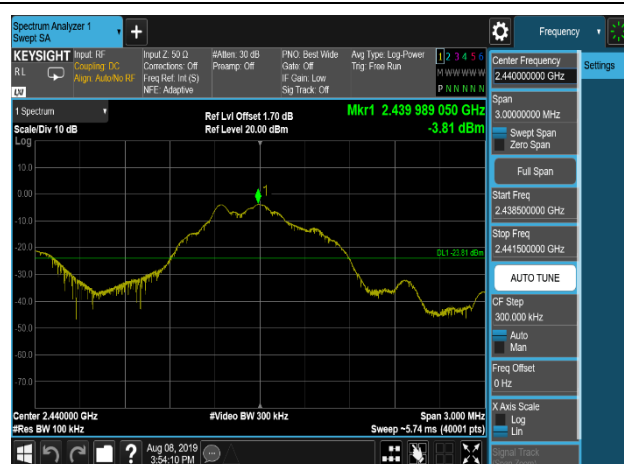 Spectrum Analyzer 1
Swept SA
+
Frequency
KEYSIGHT
RL
LXI
Input: RF
Coupling: DC
Align: Auto/No RF
Input Z: 50 Ω
Corrections: Off
Freq Ref: Int (S)
NFE: Adaptive
#Atten: 30 dB
Preamp: Off
PNO: Best Wide
Gate: Off
IF Gain: Low
Sig Track: Off
Avg Type: Log-Power
Trig: Free Run
1 2 3 4 5 6
M W W W W W
P N N N N N
Center Frequency
2.440000000 GHz
Settings
1 Spectrum
Scale/Div 10 dB
Log
Ref Lvl Offset 1.70 dB
Ref Level 20.00 dBm
Mkr1 2.439 989 050 GHz
-3.81 dBm
Span
3.00000000 MHz
Swept Span
Zero Span
Full Span
Start Freq
2.438500000 GHz
Stop Freq
2.441500000 GHz
AUTO TUNE
CF Step
300.000 kHz
Auto
Man
Freq Offset
0 Hz
X Axis Scale
Log
Lin
Signal Track
10.0
0.00
1
-10.0
-20.0
DL1 -23.81 dBm
-30.0
-40.0
-50.0
-60.0
-70.0
Center 2.440000 GHz
#Res BW 100 kHz
#Video BW 300 kHz
Span 3.000 MHz
Sweep ~5.74 ms (40001 pts)
?
Aug 08, 2019
3:54:10 PM